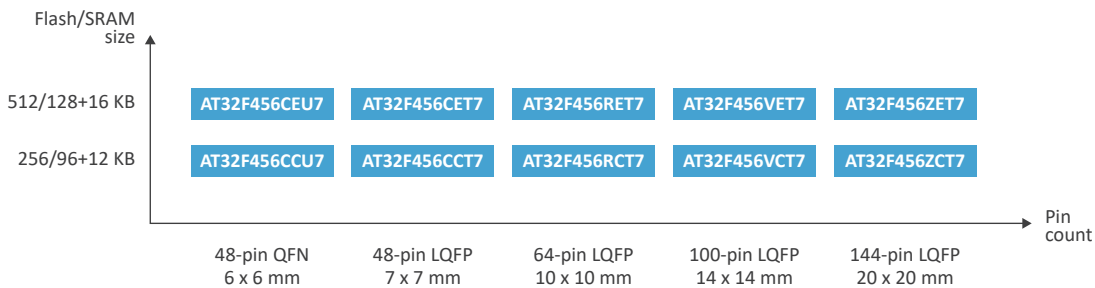 Flash/SRAM
size
512/128+16 KB
AT32F456CEU7 AT32F456CET7 AT32F456RET7 AT32F456VET7 AT32F456ZET7
256/96+12 KB
AT32F456CCU7 AT32F456CCT7 AT32F456RCT7 AT32F456VCT7 AT32F456ZCT7
Pin
count
48-pin QFN 48-pin LQFP 64-pin LQFP 100-pin LQFP 144-pin LQFP
6 x 6 mm 7 x 7 mm 10 x 10 mm 14 x 14 mm 20 x 20 mm